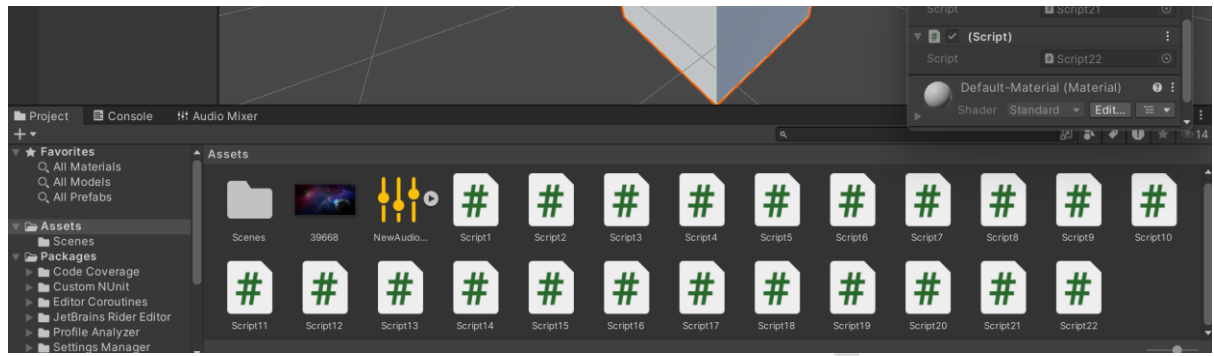 Script Script21
(Script)
Script Script22
Default-Material (Material)
Shader Standard Edit...
Project Console Audio Mixer
14
Favorites
All Materials
All Models
All Prefabs
Assets
Scenes
Packages
Code Coverage
Custom NUnit
Editor Coroutines
JetBrains Rider Editor
Profile Analyzer
Settings Manager
Assets
Scenes 39668 NewAudio... Script1 Script2 Script3 Script4 Script5 Script6 Script7 Script8 Script9 Script10
Script11 Script12 Script13 Script14 Script15 Script16 Script17 Script18 Script19 Script20 Script21 Script22